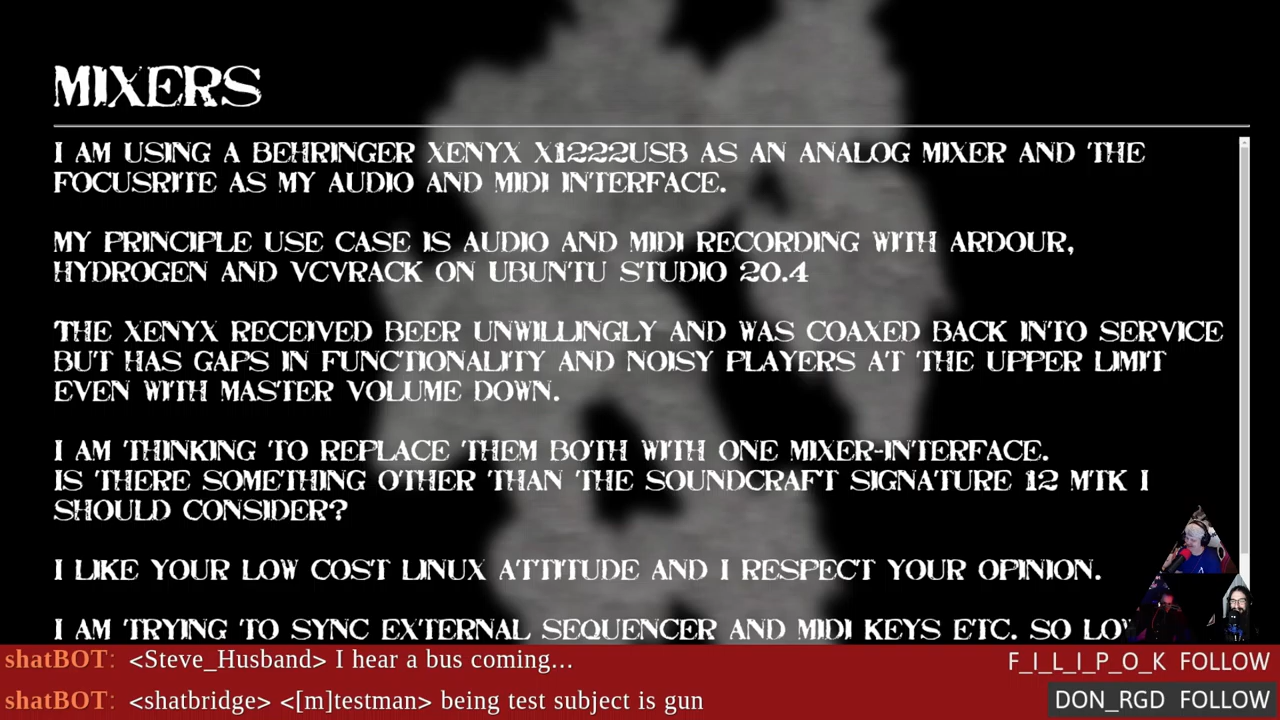 MIXERS
I AM USING A BEHRINGER XENYX X1222USB AS AN ANALOG MIXER AND THE
FOCUSRITE AS MY AUDIO AND MIDI INTERFACE.
MY PRINCIPLE USE CASE IS AUDIO AND MIDI RECORDING WITH ARDOUR,
HYDROGEN AND VCVRACK ON UBUNTU STUDIO 20.4
THE XENYX RECEIVED BEER UNWILLINGLY AND WAS COAXED BACK INTO SERVICE
BUT HAS GAPS IN FUNCTIONALITY AND NOISY PLAYERS AT THE UPPER LIMIT
EVEN WITH MASTER VOLUME DOWN.
I AM THINKING TO REPLACE THEM BOTH WITH ONE MIXER-INTERFACE.
IS THERE SOMETHING OTHER THAN THE SOUNDCRAFT SIGNATURE 12 MTK I
SHOULD CONSIDER?
I LIKE YOUR LOW COST LINUX ATTITUDE AND I RESPECT YOUR OPINION.
I AM TRYING TO SYNC EXTERNAL SEQUENCER AND MIDI KEYS ETC. SO
shatBOT: <Steve_Husband> I hear a bus coming...
F_I_L_I_P_O_K FOLLOW
shatBOT: <shatbridge> <[m]testman> being test subject is gun
DON_RGD FOLLOW